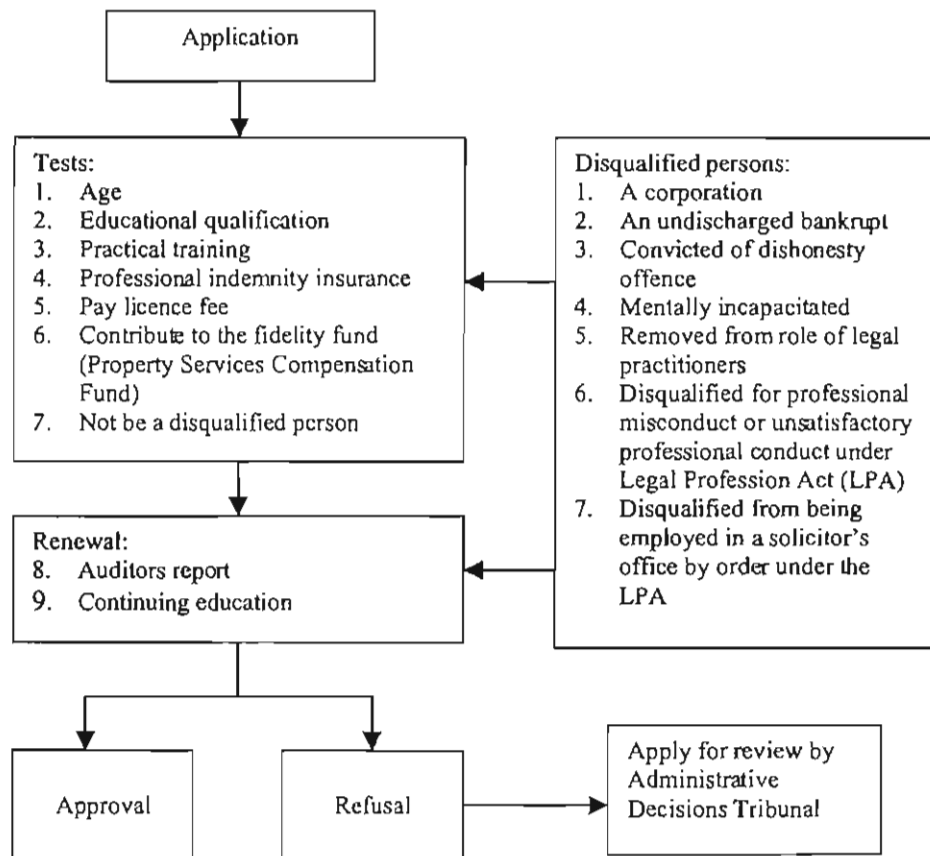 Application
Tests:
1. Age
2. Educational qualification
3. Practical training
4. Professional indemnity insurance
5. Pay licence fee
6. Contribute to the fidelity fund
(Property Services Compensation
Fund)
7. Not be a disqualified person
Disqualified persons:
1. A corporation
2. An undischarged bankrupt
3. Convicted of dishonesty
offence
4. Mentally incapacitated
5. Removed from role of legal
practitioners
6. Disqualified for professional
misconduct or unsatisfactory
professional conduct under
Legal Profession Act (LPA)
7. Disqualified from being
employed in a solicitor's
office by order under the
LPA
Renewal:
8. Auditors report
9. Continuing education
Approval
Refusal
Apply for review by
Administrative
Decisions Tribunal